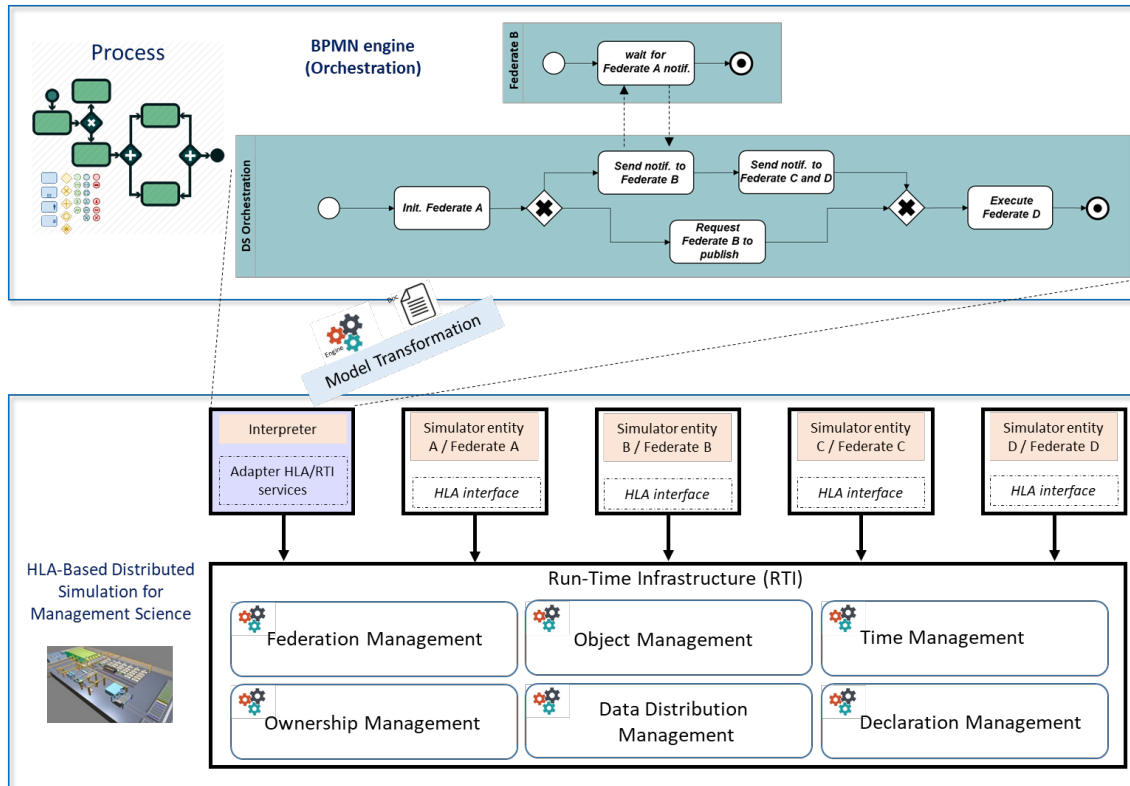 Process
BPMN engine
(Orchestration)
Federate B
wait for
Federate A notif.
DS Orchestration
Init. Federate A
Send notif. to
Federate B
Send notif. to
Federate C and D
Request
Federate B to
publish
Execute
Federate D
Engine
Doc
Model Transformation
Interpreter
Adapter HLA/RTI
services
Simulator entity
A / Federate A
HLA interface
Simulator entity
B / Federate B
HLA interface
Simulator entity
C / Federate C
HLA interface
Simulator entity
D / Federate D
HLA interface
HLA-Based Distributed
Simulation for
Management Science
Run-Time Infrastructure (RTI)
Federation Management
Object Management
Time Management
Ownership Management
Data Distribution
Management
Declaration Management